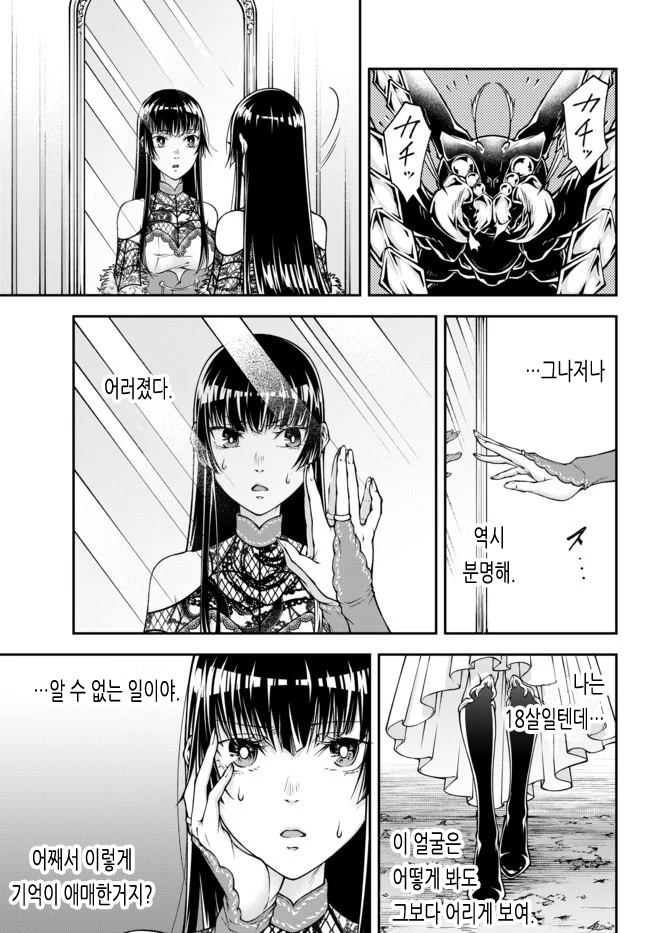 カチッ
カチッ
…그나저나
スッ…
역시
분명해.
어려졌다.
나는
18살일텐데…
이 얼굴은
어떻게 봐도
그보다 어리게 보여.
…알 수 없는 일이야.
어째서 이렇게
기억이 애매한거지?